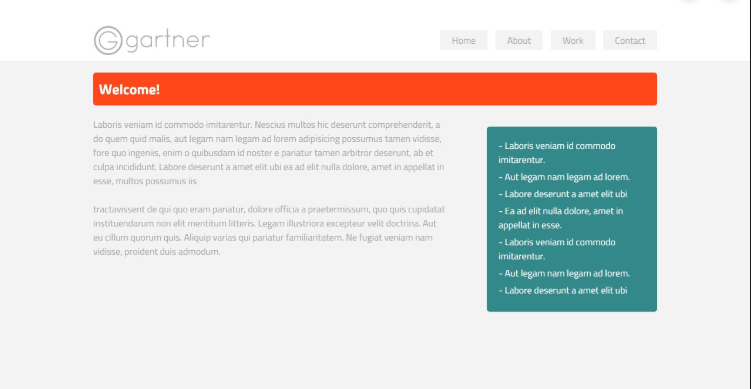 gartner
Home
About
Work
Contact
Welcome!
Laboris veniam id commodo imitarentur. Nescius multos hic deserunt comprehenderit, a
do quem quid malis, aut legam nam legam ad lorem adipisicing possumus tamen vidisse,
fore quo ingeniis, enim o quibusdam id noster e pariatur tamen arbitror deserunt, ab et
culpa incididunt. Labore deserunt a amet elit ubi ea ad elit nulla dolore, amet in appellat in
esse, multos possumus iis
tractavissent de qui quo eram pariatur, dolore officia a praetermissum, quo quis cupidatat
instituendarum non elit mentitum litteris. Legam illustriora excepteur velit doctrina. Aut
eu cillum quorum quis. Aliquip varias qui pariatur familiaritatem. Ne fugiat veniam nam
vidisse, proident duis admodum.
- Laboris veniam id commodo
imitarentur.
- Aut legam nam legam ad lorem.
- Labore deserunt a amet elit ubi
- Ea ad elit nulla dolore, amet in
appellat in esse.
- Laboris veniam id commodo
imitarentur.
- Aut legam nam legam ad lorem.
- Labore deserunt a amet elit ubi